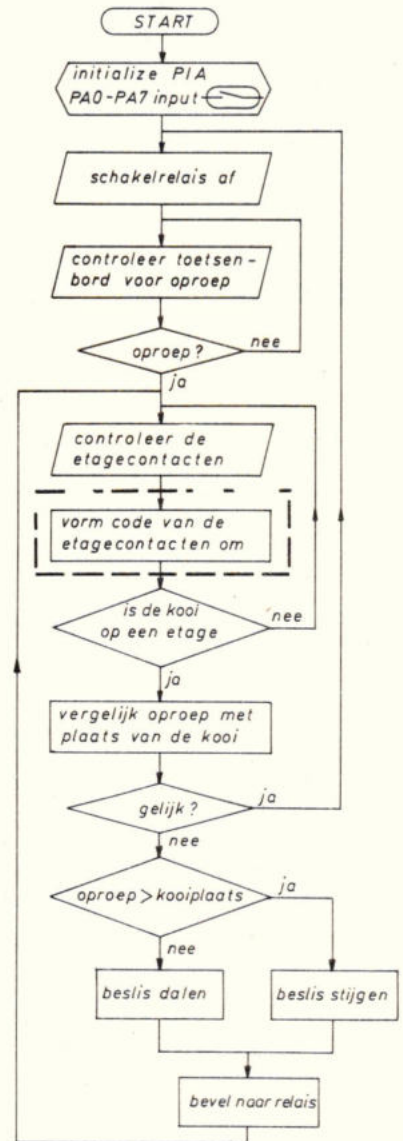 START
initialize PIA
PA0-PA7 input
schakelrelais af
controleer toetsen-
bord voor oproep
oproep?
nee
ja
controleer de
etagecontacten
vorm code van de
etagecontacten om
is de kooi
op een etage
nee
ja
vergelijk oproep met
plaats van de kooi
gelijk?
ja
nee
oproep > kooiplaats
ja
nee
beslis dalen
beslis stijgen
bevel naar relais